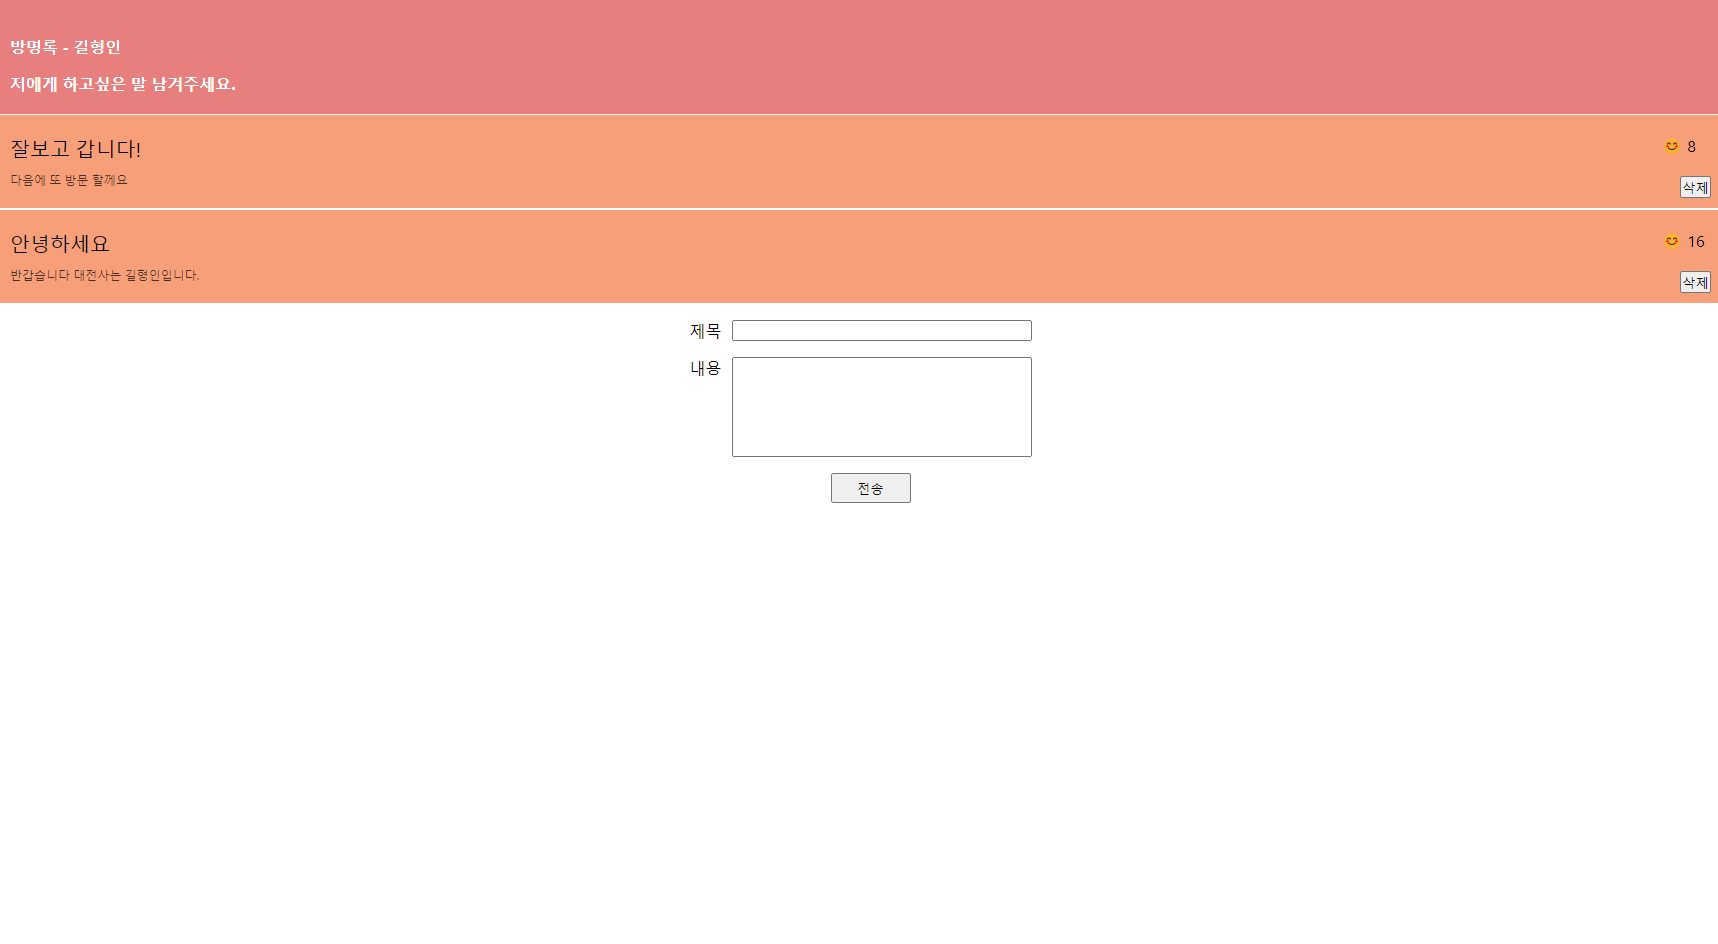 방명록 - 길형인
저에게 하고싶은 말 남겨주세요.
잘보고 갑니다!
😊 8
다음에 또 방문 할께요
삭제
안녕하세요
😊 16
반갑습니다 대전사는 길형인입니다.
삭제
제목
내용
전송